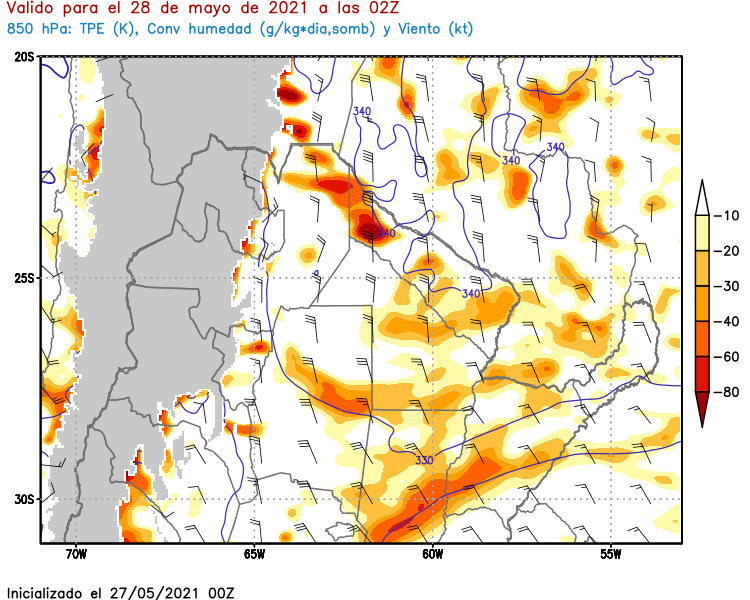 Valido para el 28 de mayo de 2021 a las 02Z
850 hPa: TPE (K), Conv humedad (g/kg*dia,somb) y Viento (kt)
20S
25S
30S
70W
65W
60W
55W
340
340
340
340
340
330
-10
-20
-30
-40
-60
-80
Inicializado el 27/05/2021 00Z